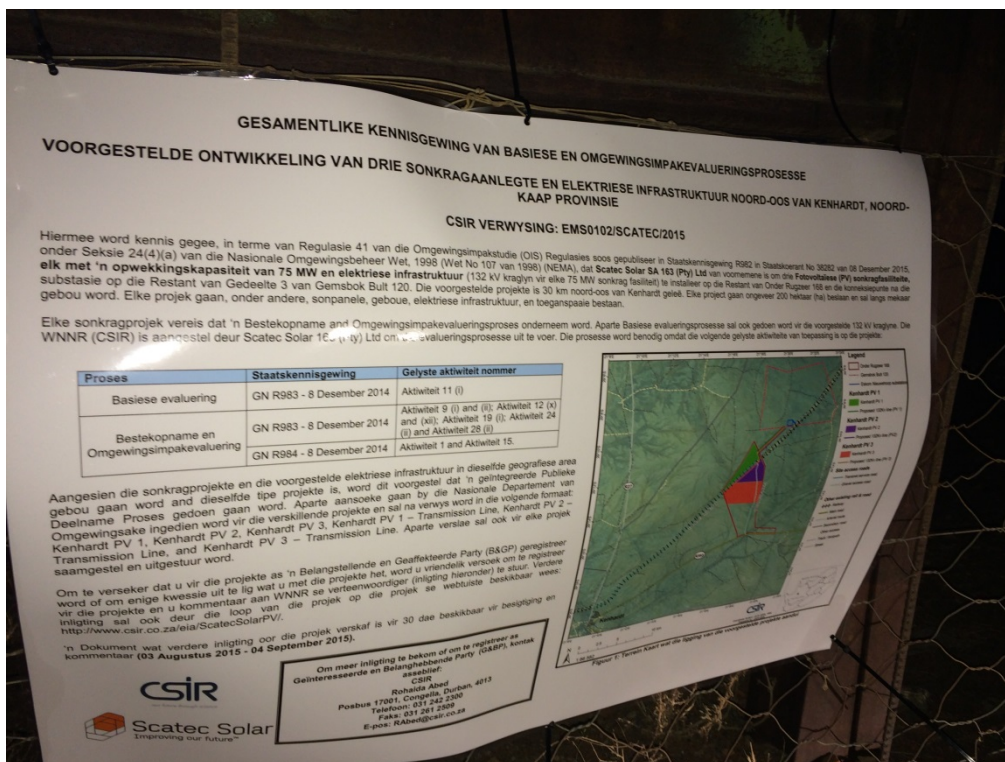 GESAMENTLIKE KENNISGEWING VAN BASIESE EN OMGEWINGSIMPAKEVALUERINGSPROSESSE
VOORGESTELDE ONTWIKKELING VAN DRIE SONKRAGAANLEGTE EN ELEKTRIESE INFRASTRUKTUUR NOORD-OOS VAN KENHARDT, NOORD-
KAAP PROVINSIE
CSIR VERWYSING: EMS0102/SCATEC/2015
Hiermee word kennis gegee, in terme van Regulasie 41 van die Omgewingsimpakstudie (OIS) Regulasies soos gepubliseer in Staatskennisgewing R982 in Staatskoerant No 38282 van 08 Desember 2015,
onder Seksie 24(4)(a) van die Nasionale Omgewingsbeheer Wet, 1998 (Wet No 107 van 1998) (NEMA), dat Scatec Solar SA 163 (Pty) Ltd van voornemens is om drie Fotovoltaïese (PV) sonkragfasiliteite,
elk met 'n opwekkingskapasiteit van 75 MW en elektriese infrastruktuur (132 kV kraglyn vir elke 75 MW sonkrag fasiliteit) te installeer op die Restant van Onder Rugzeer 168 en die konneksiepunte na die
substasie op die Restant van Gedeelte 3 van Gemsbok Bult 120. Die voorgestelde projekte is 30 km noord-oos van Kenhardt geleë. Elke project gaan ongeveer 200 hektaar (ha) beslaan en sal langs mekaar
gebou word. Elke projek gaan, onder andere, sonpanele, geboue, elektriese infrastruktuur, en toegangspaaie bestaan.
Elke sonkragprojek vereis dat 'n Bestekopname and Omgewingsimpakevalueringsproses onderneem word. Aparte Basiese evalueringsprosesse sal ook gedoen word vir die voorgestelde 132 kV kraglyne. Die
WNNR (CSIR) is aangestel deur Scatec Solar 163 (Pty) Ltd om evalueringsprosesse uit te voer. Die prosesse word benodig omdat die volgende gelyste aktiwiteite van toepassing is op die projekte:
Proses Staatskennisgewing Gelyste aktiwiteit nommer
Basiese evaluering GN R983 - 8 Desember 2014 Aktiwiteit 11 (i)
Bestekopname en Omgewingsimpakevaluering GN R983 - 8 Desember 2014 Aktiwiteit 9 (i) and (ii); Aktiwiteit 12 (x)
and (xii); Aktiwiteit 19 (i); Aktiwiteit 24
(ii) and Aktiwiteit 28 (ii)
GN R984 - 8 Desember 2014 Aktiwiteit 1 and Aktiwiteit 15.
Aangesien die sonkragprojekte en die voorgestelde elektriese infrastruktuur in dieselfde geografiese area
gebou gaan word and dieselfde tipe projekte is, word dit voorgestel dat 'n geïntegreerde Publieke
Deelname Proses gedoen gaan word. Aparte aansoeke gaan by die Nasionale Departement van
Omgewingsake ingedien word vir die verskillende projekte en sal na verwys word in die volgende formaat:
Kenhardt PV 1, Kenhardt PV 2, Kenhardt PV 3, Kenhardt PV 1 – Transmission Line, Kenhardt PV 2 –
Transmission Line, and Kenhardt PV 3 – Transmission Line. Aparte verslae sal ook vir elke projek
saamgestel en uitgestuur word.
Om te verseker dat u vir die projekte as 'n Belangstellende en Geaffekteerde Party (B&GP) geregistreer
word of om enige kwessie uit te lig wat u met die projekte het, word u vriendelik versoek om te registreer
vir die projekte en u kommentaar aan WNNR se verteenwoordiger (inligting hieronder) te stuur. Verdere
inligting sal ook deur die loop van die projek op die projek se webtuiste beskikbaar wees:
http://www.csir.co.za/eia/ScatecSolarPV/.
'n Dokument wat verdere inligting oor die projek verskaf is vir 30 dae beskikbaar vir besigtiging en
kommentaar (03 Augustus 2015 - 04 September 2015).
Om meer inligting te bekom of om te registreer as
Geïnteresseerde en Belanghebbende Party (G&BP), kontak
asseblief:
CSIR
Rohaida Abed
Posbus 17001, Congella, Durban, 4013
Telefoon: 031 242 2300
Faks: 031 261 2509
E-pos: RAbed@csir.co.za
CSIR
Scatec Solar
Improving our future™
Legend
Kenhardt PV 1
Kenhardt PV 2
Kenhardt PV 3
Kenhardt
CSIR
Figuur 1: Terrein Kaart wat die ligging van die voorgestelde projekte aandui